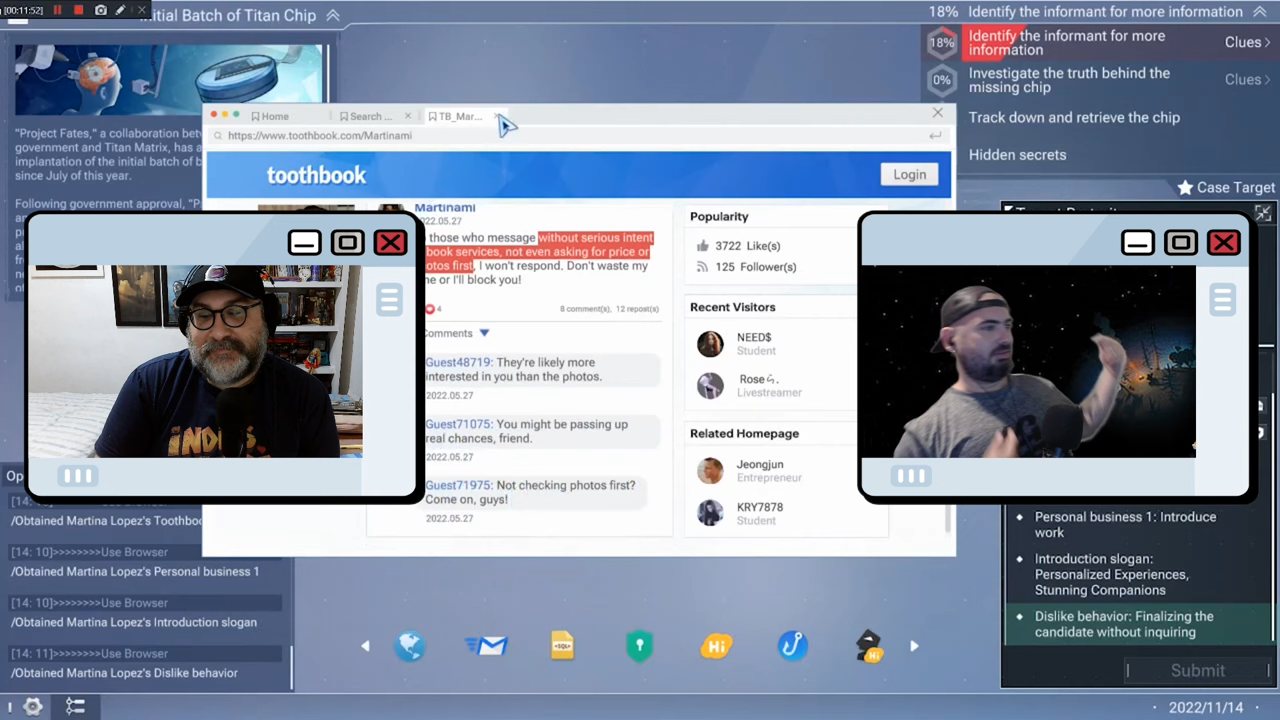 [00:11:52]
Initial Batch of Titan Chip
"Project Fates," a collaboration
government and Titan Matrix, has
implantation of the initial batch of
since July of this year.
Following government approval,
Home
Search ...
TB_Mar...
https://www.toothbook.com/Martinami
toothbook
Login
Martinami
2022.05.27
those who message without serious intent
book services, not even asking for price or
first, I won't respond. Don't waste my
or I'll block you!
4
8 comment(s), 12 repost(s)
Comments
Guest48719: They're likely more
interested in you than the photos.
2022.05.27
Guest71075: You might be passing up
real chances, friend.
2022.05.27
Guest71975: Not checking photos first?
Come on, guys!
2022.05.27
Popularity
3722 Like(s)
125 Follower(s)
Recent Visitors
NEED$
Student
Rose
Livestreamer
Related Homepage
Jeongjun
Entrepreneur
KRY7878
Student
18% Identify the informant for more information
18%
Identify the informant for more
information
Clues
0%
Investigate the truth behind the
missing chip
Clues
Track down and retrieve the chip
Hidden secrets
Case Target
Personal business 1: Introduce
work
Introduction slogan:
Personalized Experiences,
Stunning Companions
Dislike behavior: Finalizing the
candidate without inquiring
Submit
/Obtained Martina Lopez's
[14: 10]>>>>>>>>Use Browser
/Obtained Martina Lopez's Personal business 1
[14: 10]>>>>>>>>Use Browser
/Obtained Martina Lopez's Introduction slogan
[14: 11]>>>>>>>>Use Browser
/Obtained Martina Lopez's Dislike behavior
<SQL>
Hi
Hi
2022/11/14